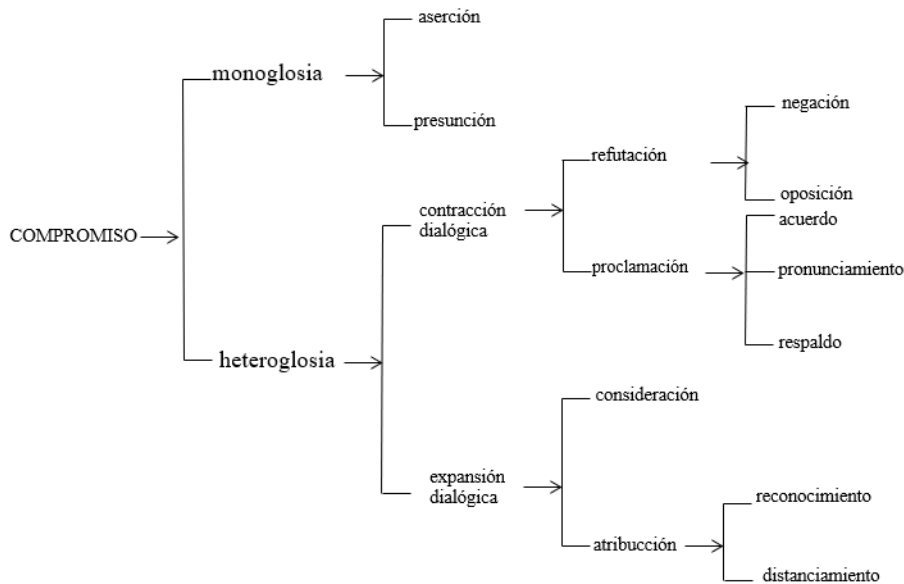 aserción
monoglosia
presunción
negación
refutación
oposición
contracción
dialógica
acuerdo
COMPROMISO
proclamación
pronunciamiento
respaldo
heteroglosia
consideración
expansión
dialógica
reconocimiento
atribucción
distanciamiento